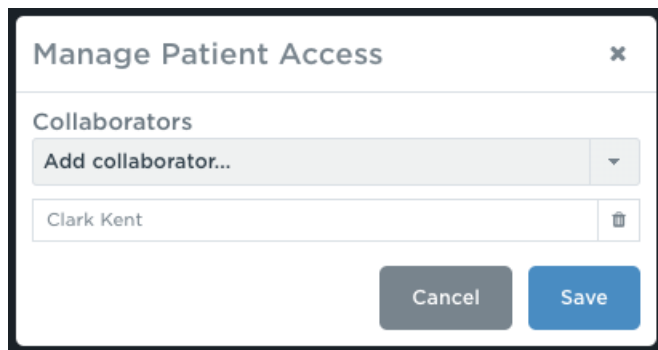 Manage Patient Access
Collaborators
Add collaborator...
Clark Kent
Cancel Save